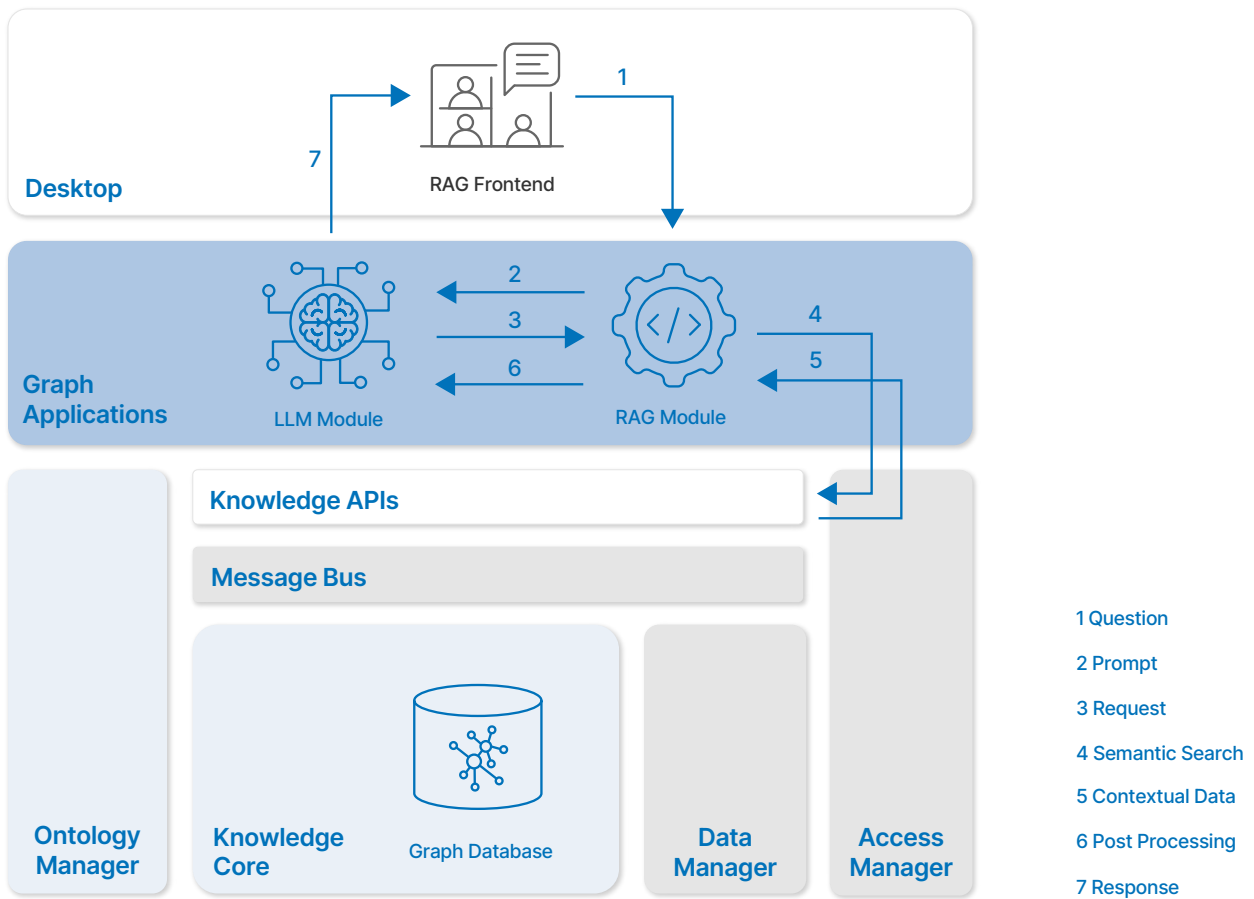 1
7
RAG Frontend
Desktop
2
3
4
5
6
Graph
Applications
LLM Module
RAG Module
Knowledge APIs
Message Bus
Ontology
Manager
Knowledge
Core
Graph Database
Data
Manager
Access
Manager
1 Question
2 Prompt
3 Request
4 Semantic Search
5 Contextual Data
6 Post Processing
7 Response